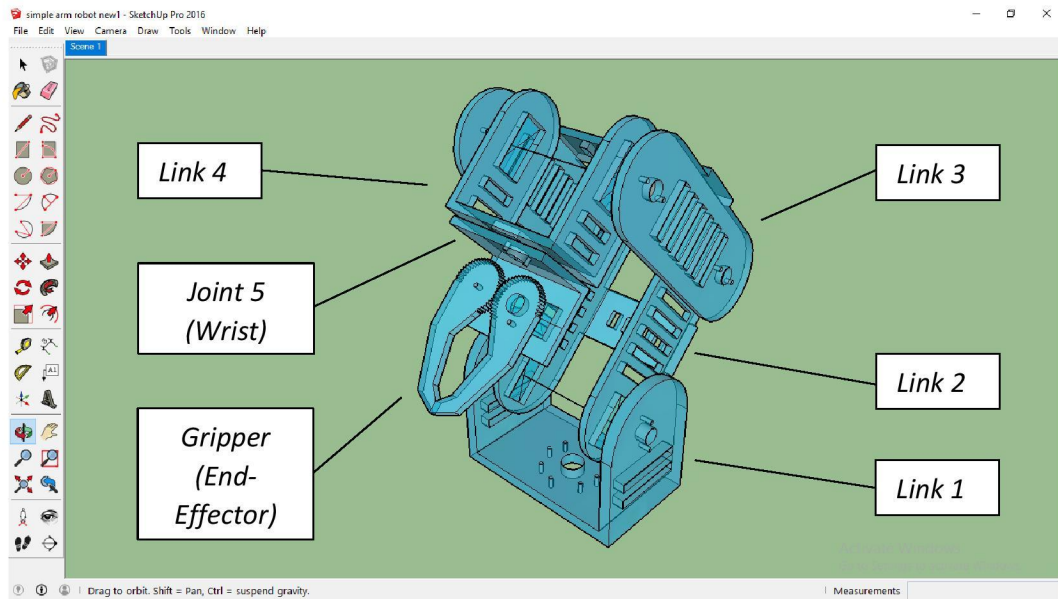 simple arm robot new1 - SketchUp Pro 2016
File Edit View Camera Draw Tools Window Help
Scene 1
Link 4
Link 3
Joint 5
(Wrist)
Link 2
Gripper
(End-
Effector)
Link 1
Drag to orbit. Shift = Pan, Ctrl = suspend gravity.
Measurements